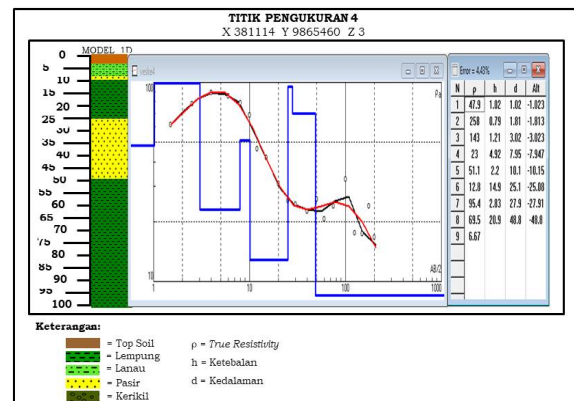 TITIK PENGUKURAN 4
X 381114 Y 9865460 Z 3
MODEL 1D
0
5
10
15
20
25
30
35
40
45
50
55
60
65
70
75
80
85
90
95
100
100
Pa
10
AB/2
1
10
100
1000
Error = 4.43%
N ρ h d Alt
1 47.9 1.02 1.02 -1.023
2 258 0.79 1.81 -1.813
3 143 1.21 3.02 -3.023
4 23 4.92 7.95 -7.947
5 51.1 2.2 10.1 -10.15
6 12.8 14.9 25.1 -25.08
7 95.4 2.83 27.9 -27.91
8 69.5 20.9 48.8 -48.8
9 6.67
Keterangan:
= Top Soil
= Lempung
= Lanau
= Pasir
= Kerikil
ρ = True Resistivity
h = Ketebalan
d = Kedalaman